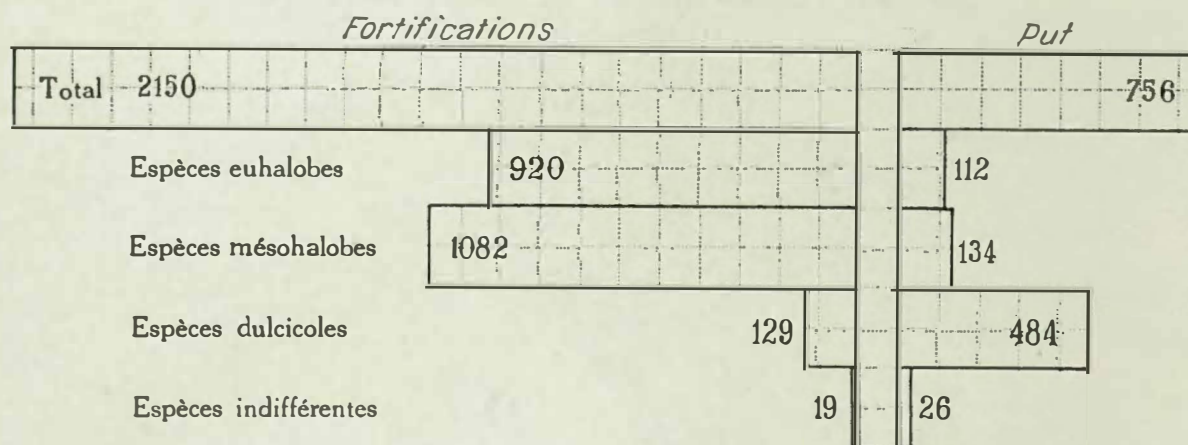 Fortifications Put
Total 2150 756
Espèces euhalobes 920 112
Espèces mésohalobes 1082 134
Espèces dulcicoles 129 484
Espèces indifférentes 19 26